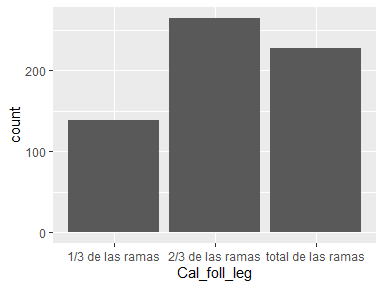 200
100
0
count
1/3 de las ramas 2/3 de las ramas total de las ramas
Cal_foll_leg